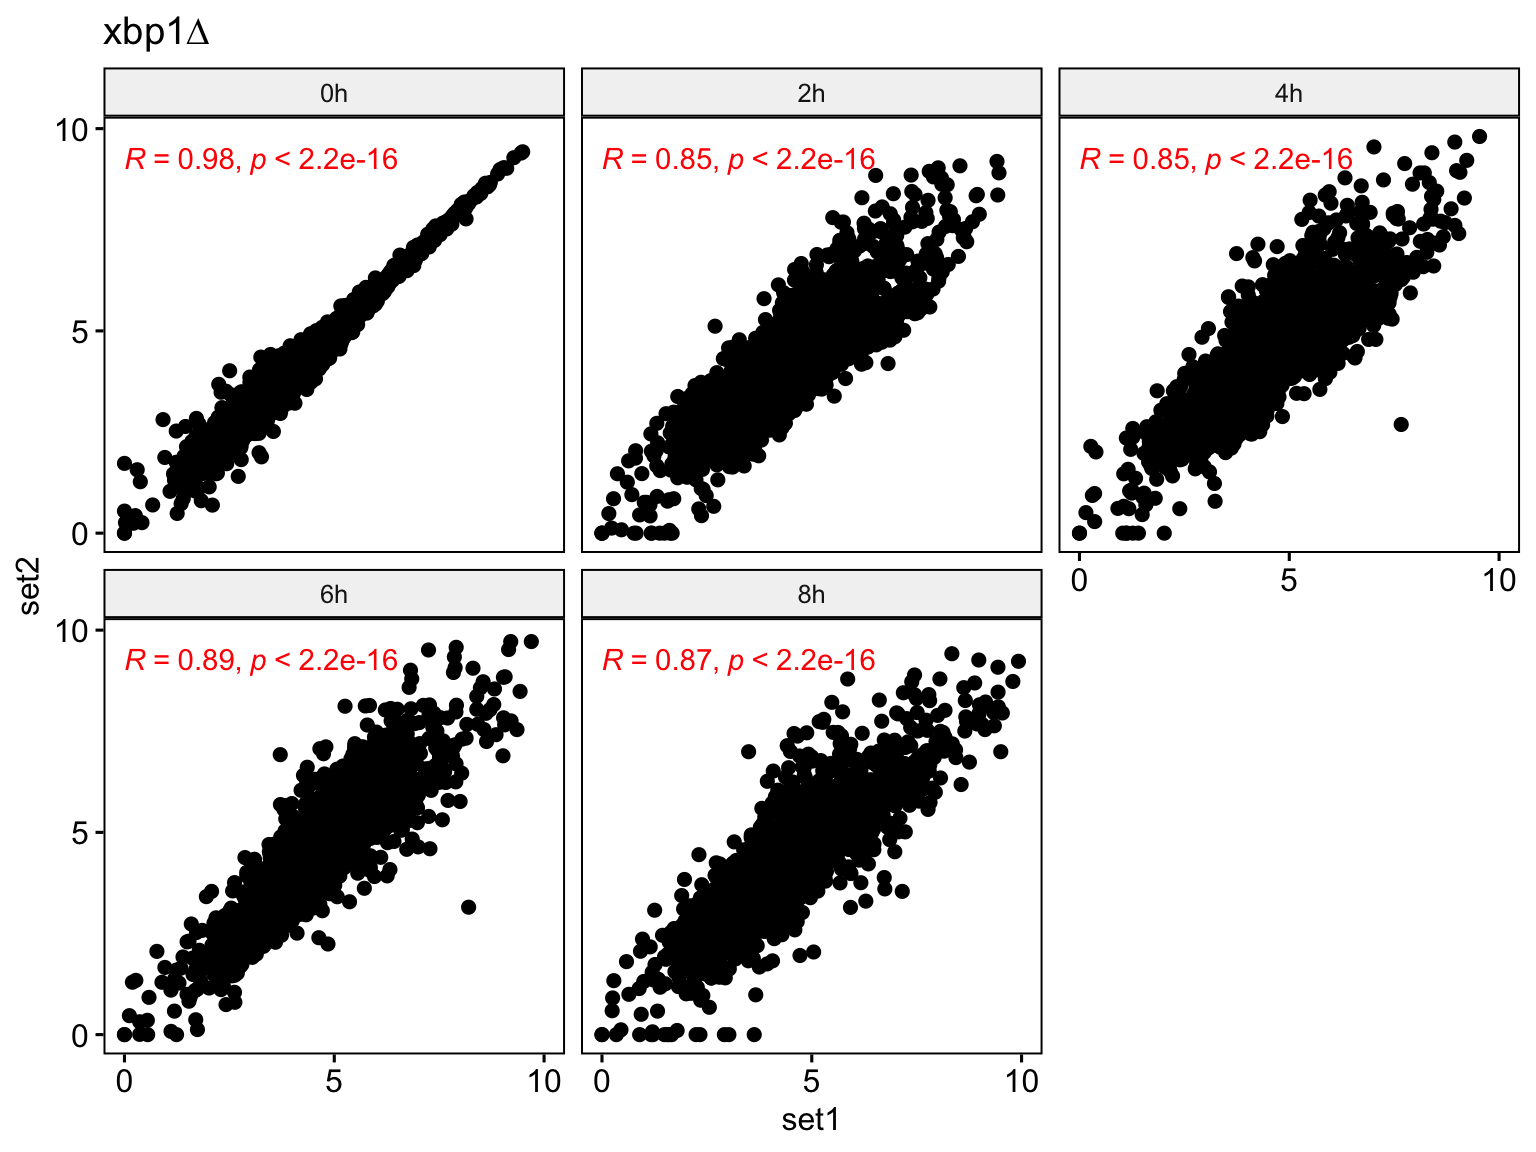 xbp1Δ
0h
2h
4h
10
5
0
R = 0.98, p < 2.2e-16
R = 0.85, p < 2.2e-16
R = 0.85, p < 2.2e-16
0 5 10
set2
6h
8h
10
5
0
R = 0.89, p < 2.2e-16
R = 0.87, p < 2.2e-16
0 5 10
0 5 10
set1